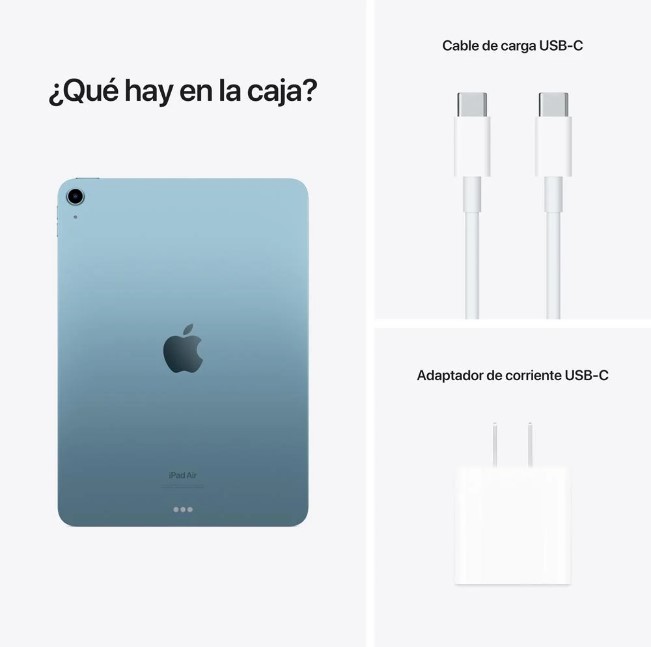 ¿Qué hay en la caja?
iPad Air
Cable de carga USB-C
Adaptador de corriente USB-C